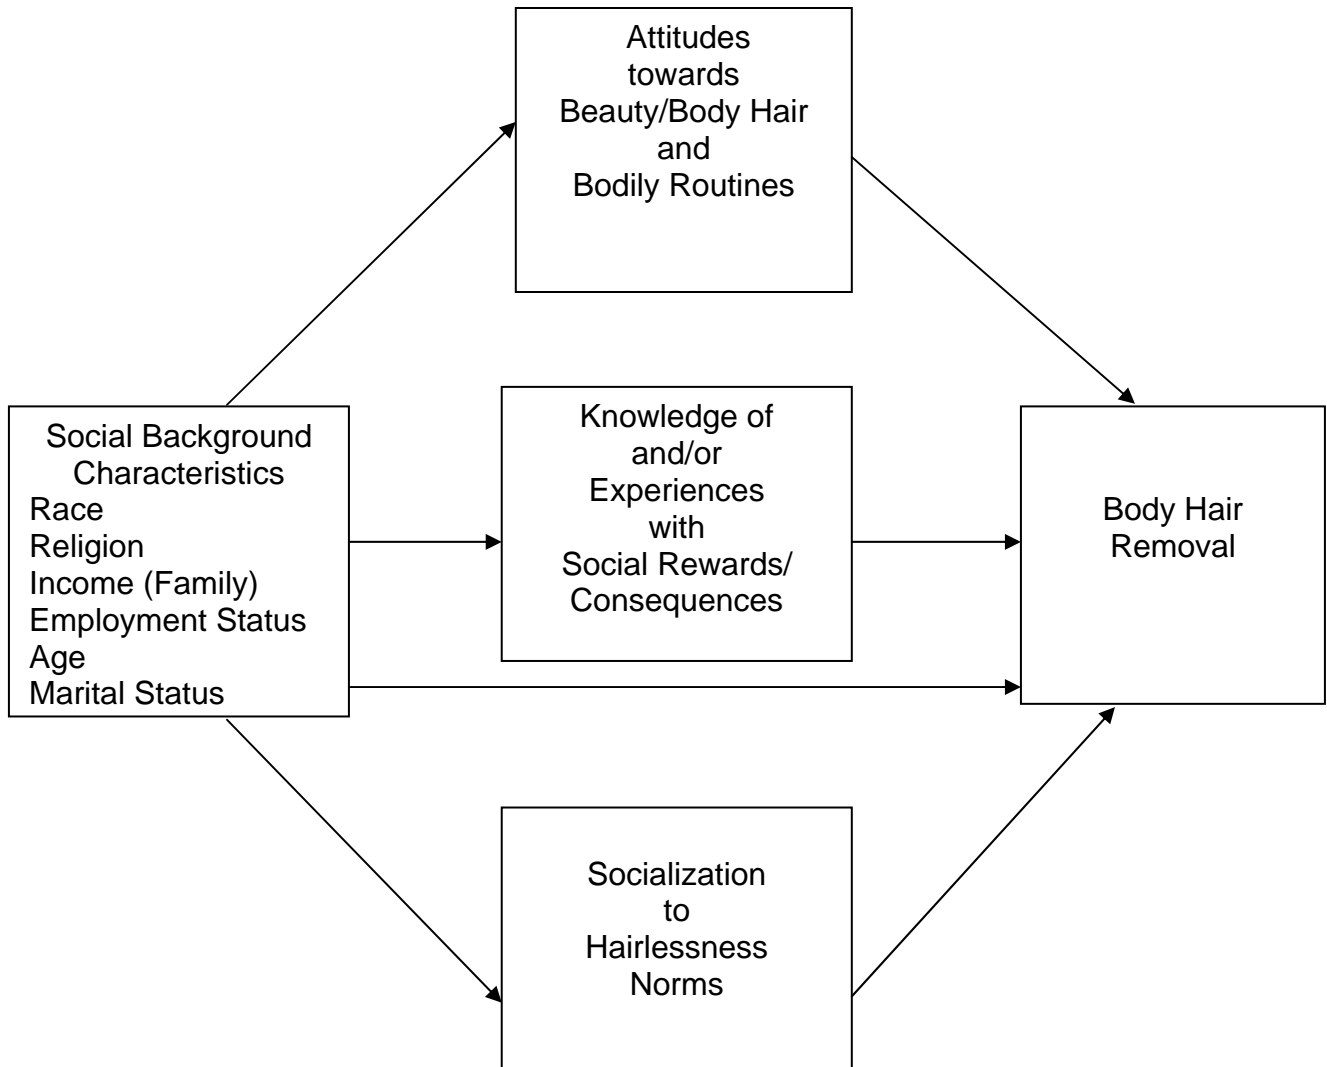 Attitudes
towards
Beauty/Body Hair
and
Bodily Routines
Social Background
Characteristics
Race
Religion
Income (Family)
Employment Status
Age
Marital Status
Knowledge of
and/or
Experiences
with
Social Rewards/
Consequences
Body Hair
Removal
Socialization
to
Hairlessness
Norms